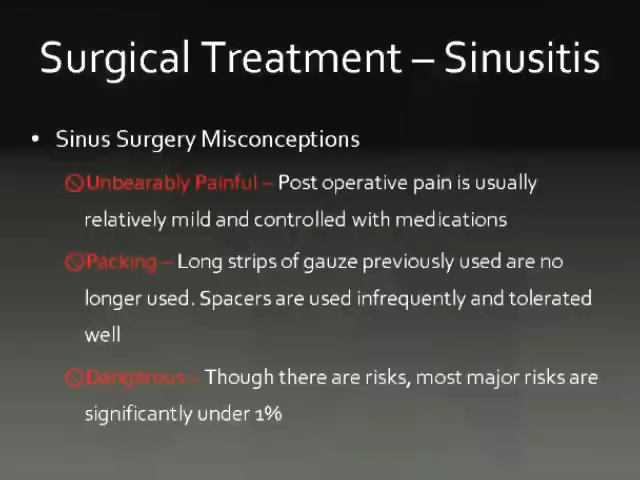 Surgical Treatment – Sinusitis
• Sinus Surgery Misconceptions
Unbearably Painful – Post operative pain is usually
relatively mild and controlled with medications
Packing – Long strips of gauze previously used are no
longer used. Spacers are used infrequently and tolerated
well
Dangerous – Though there are risks, most major risks are
significantly under 1%